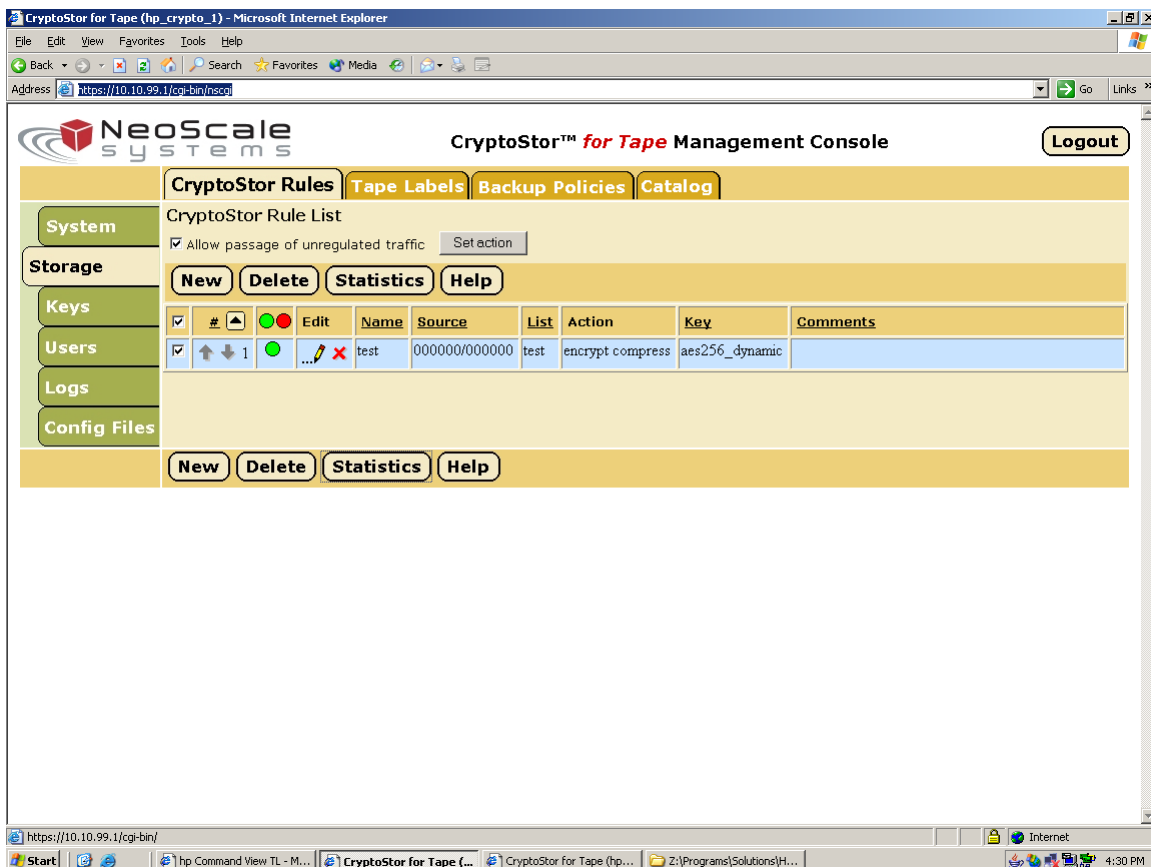 CryptoStor for Tape (hp_crypto_1) - Microsoft Internet Explorer
File Edit View Favorites Tools Help
Back Search Favorites Media
Address https://10.10.99.1/cgi-bin/nscgi Go Links »
NeoScale systems CryptoStor™ for Tape Management Console Logout
CryptoStor Rules Tape Labels Backup Policies Catalog
System
Storage
Keys
Users
Logs
Config Files
CryptoStor Rule List
Allow passage of unregulated traffic Set action
New Delete Statistics Help
# Edit Name Source List Action Key Comments
1 ... test 000000/000000 test encrypt compress aes256_dynamic
New Delete Statistics Help
https://10.10.99.1/cgi-bin/ Internet
Start hp Command View TL - M... CryptoStor for Tape (... CryptoStor for Tape (hp... Z:\Programs\Solutions\H... 4:30 PM